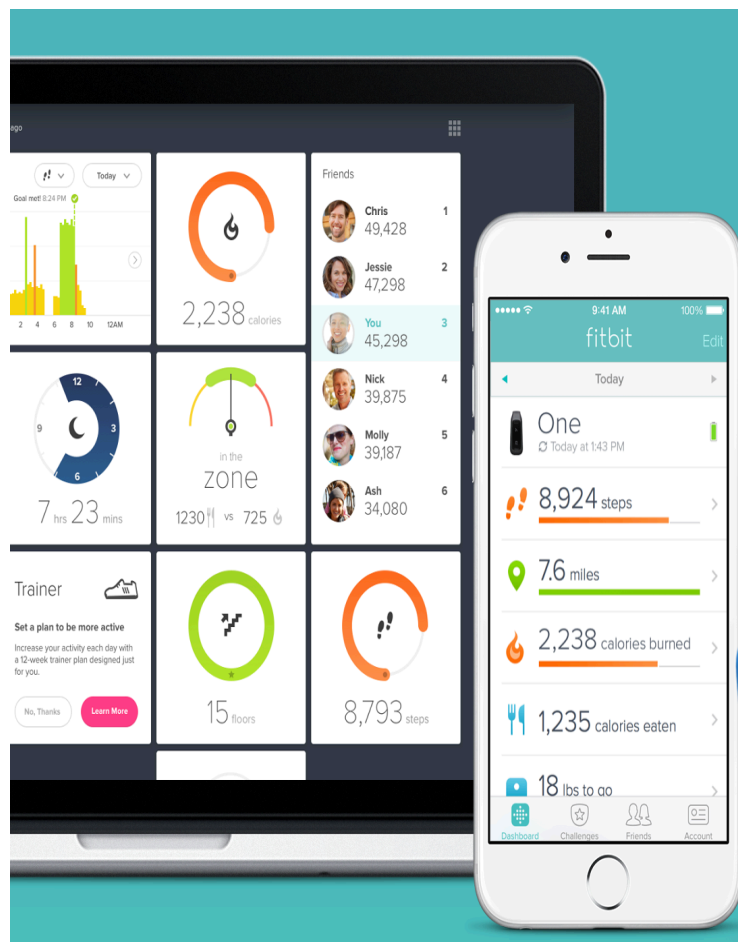 ago
Today
Goal met! 8:24 PM
2 4 6 8 10 12AM
2,238 calories
Friends
Chris 1
49,428
Jessie 2
47,298
You 3
45,298
Nick 4
39,875
Molly 5
39,187
Ash 6
34,080
12
9 3
6
7 hrs 23 mins
in the
zone
1230 vs 725
Trainer
Set a plan to be more active
Increase your activity each day with
a 12-week trainer plan designed just
for you.
No, Thanks Learn More
15 floors
8,793 steps
9:41 AM 100%
fitbit Edit
Today
One
Today at 1:43 PM
8,924 steps
7.6 miles
2,238 calories burned
1,235 calories eaten
18 lbs to go
Dashboard Challenges Friends Account